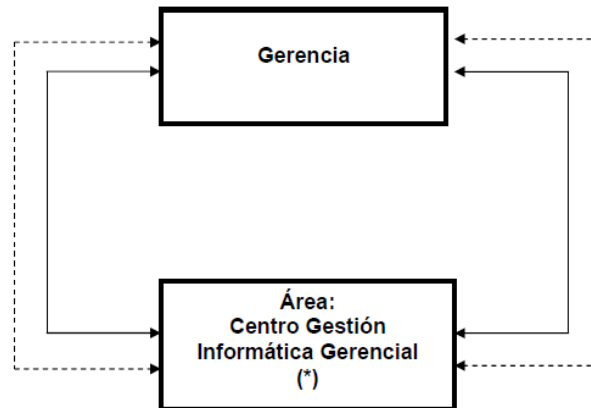 Gerencia
Área:
Centro Gestión
Informática Gerencial
(*)